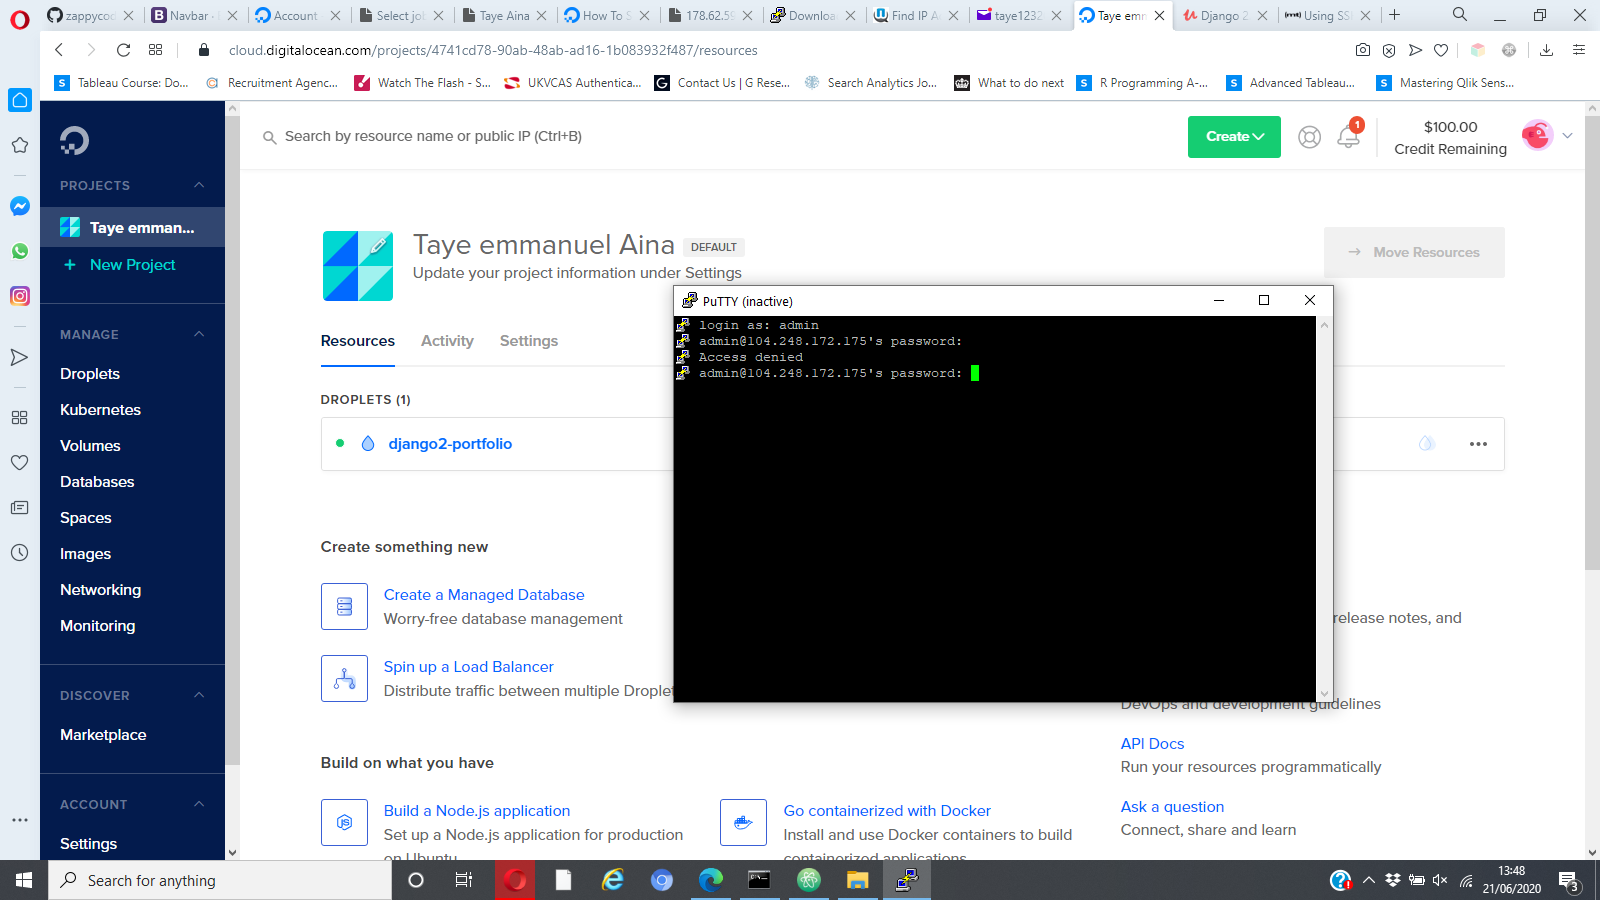 zappycod
Navbar ·
Account
Select jo
Taye Aina
How To S
178.62.59
Downloa
Find IP A
taye1232
Taye em
Django 2
Using SS
cloud.digitalocean.com/projects/4741cd78-90ab-48ab-ad16-1b083932f487/resources
Tableau Course: Do...
Recruitment Agenc...
Watch The Flash - S...
UKVCAS Authentica...
Contact Us | G Rese...
Search Analytics Jo...
What to do next
R Programming A-...
Advanced Tableau...
Mastering Qlik Sens...
Search by resource name or public IP (Ctrl+B)
Create
1
$100.00
Credit Remaining
PROJECTS
Taye emman...
+ New Project
MANAGE
Droplets
Kubernetes
Volumes
Databases
Spaces
Images
Networking
Monitoring
DISCOVER
Marketplace
ACCOUNT
Settings
Taye emmanuel Aina DEFAULT
Update your project information under Settings
→ Move Resources
Resources
Activity
Settings
DROPLETS (1)
django2-portfolio
PuTTY (inactive)
login as: admin
admin@104.248.172.175's password:
Access denied
admin@104.248.172.175's password:
Create something new
Create a Managed Database
Worry-free database management
Spin up a Load Balancer
Distribute traffic between multiple Droplet
release notes, and
DevOps and development guidelines
API Docs
Run your resources programmatically
Ask a question
Connect, share and learn
Build on what you have
Build a Node.js application
Set up a Node.js application for production
on Ubuntu
Go containerized with Docker
Install and use Docker containers to build
containerized applications
Search for anything
13:48
21/06/2020
3